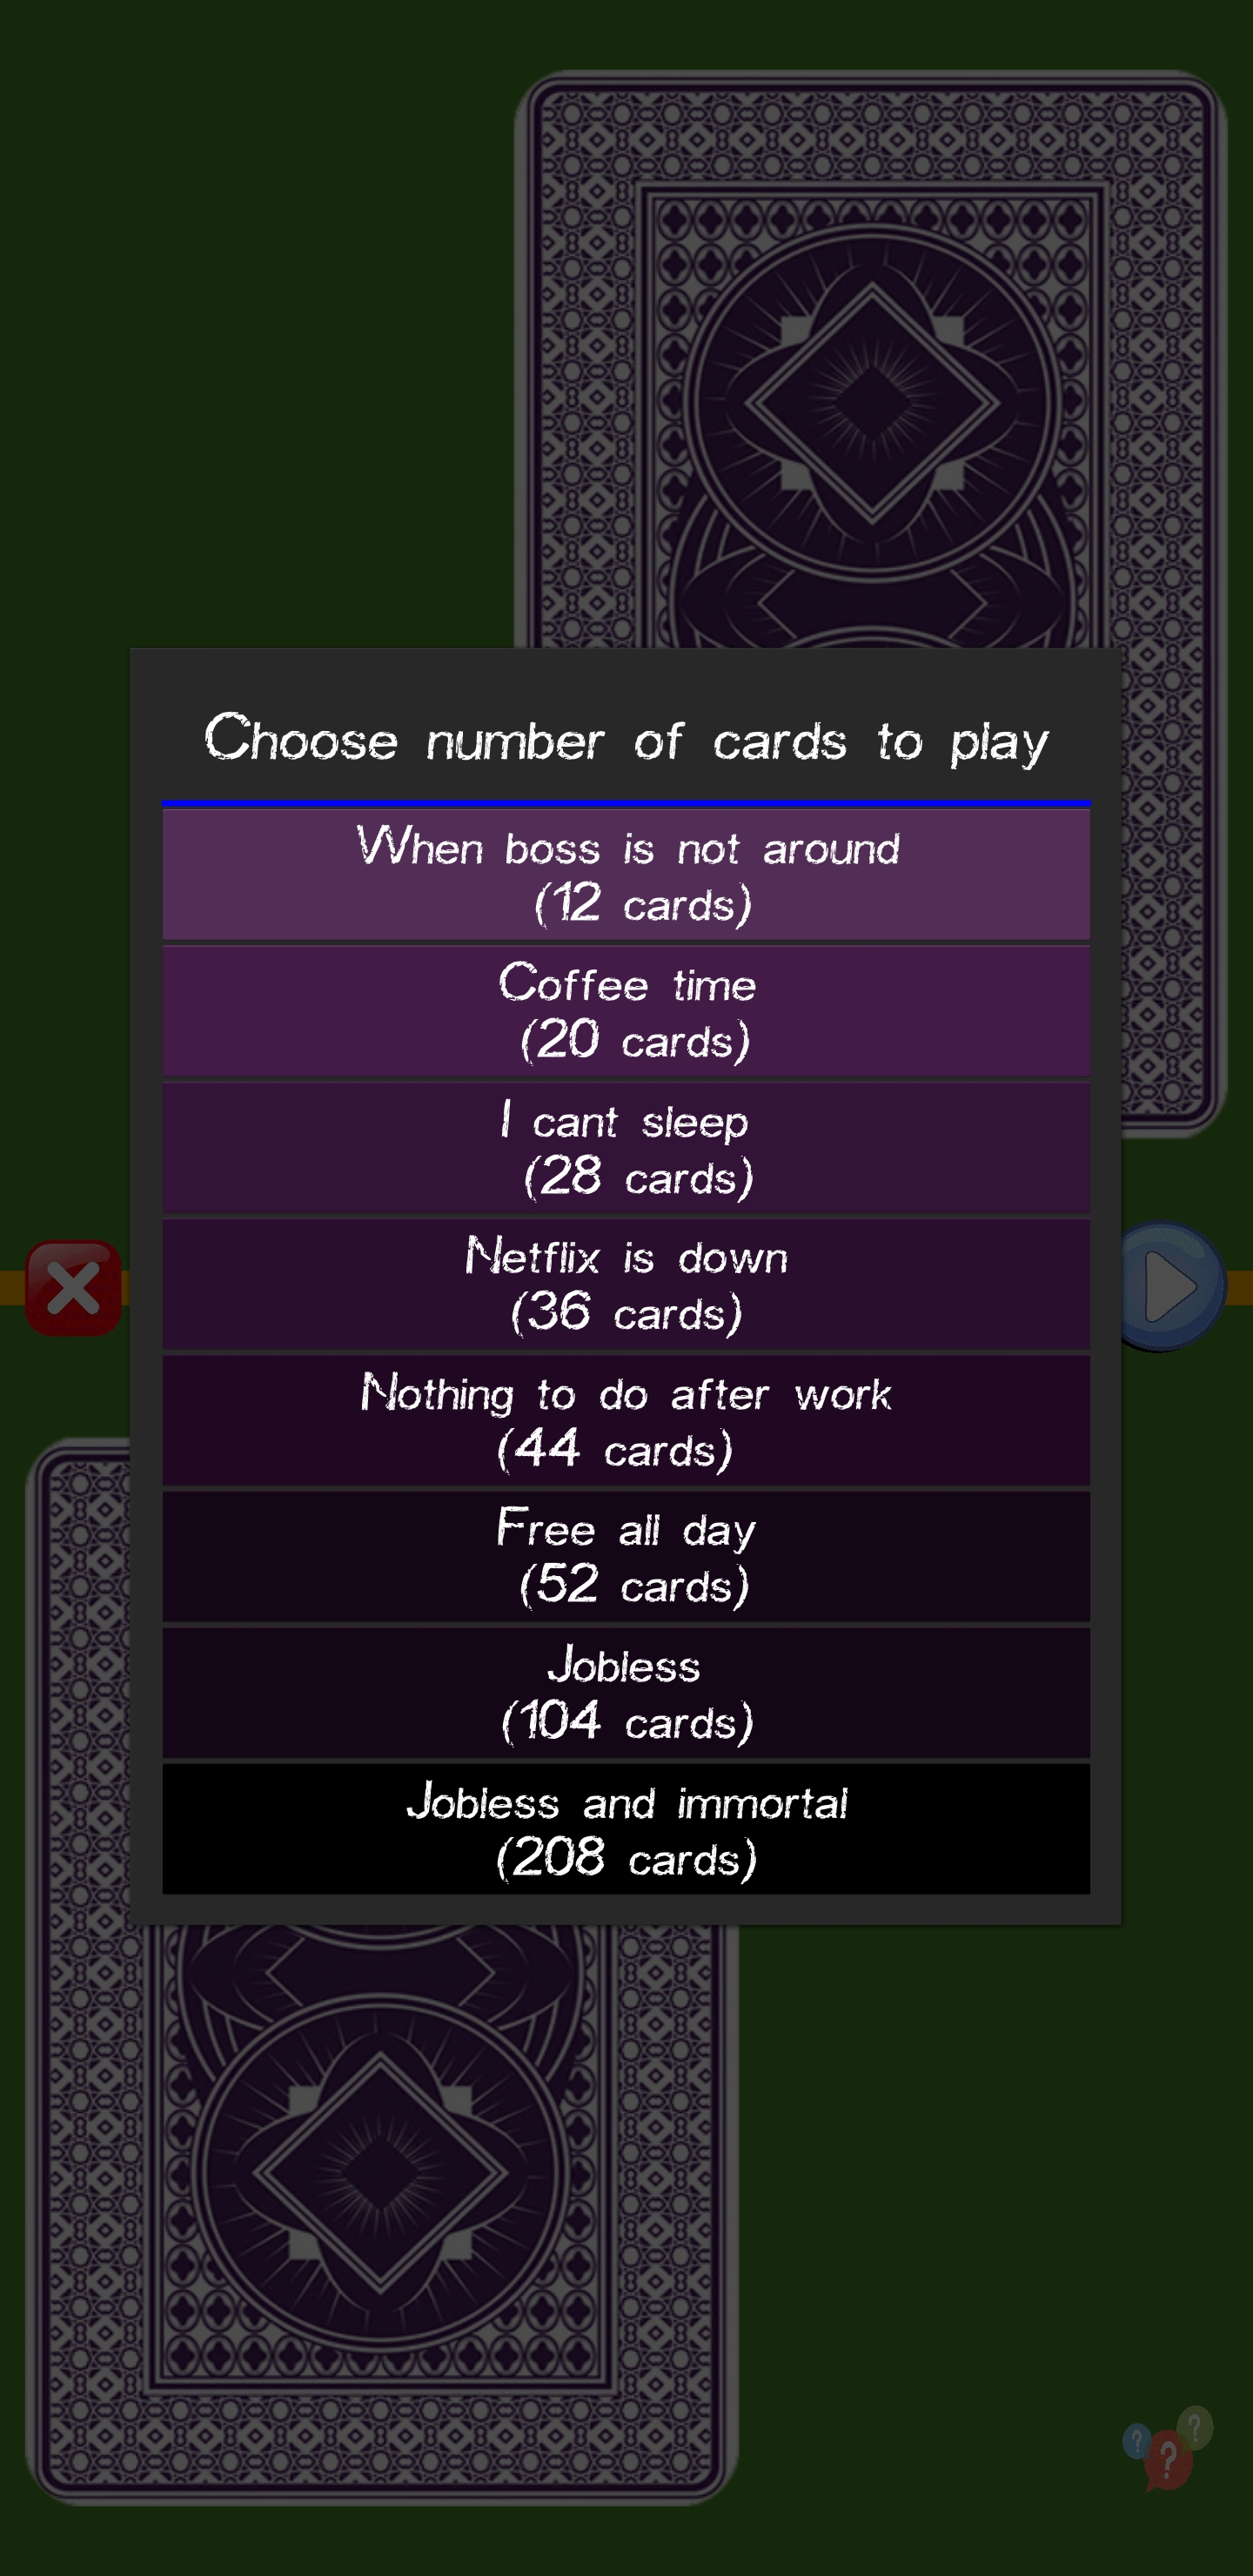 Choose number of cards to play
When boss is not around
(12 cards)
Coffee time
(20 cards)
I cant sleep
(28 cards)
Netflix is down
(36 cards)
Nothing to do after work
(44 cards)
Free all day
(52 cards)
Jobless
(104 cards)
Jobless and immortal
(208 cards)
? ? ?